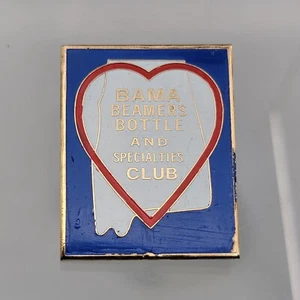 BAMA
BEAMERS
BOTTLE
AND
SPECIALTIES
CLUB